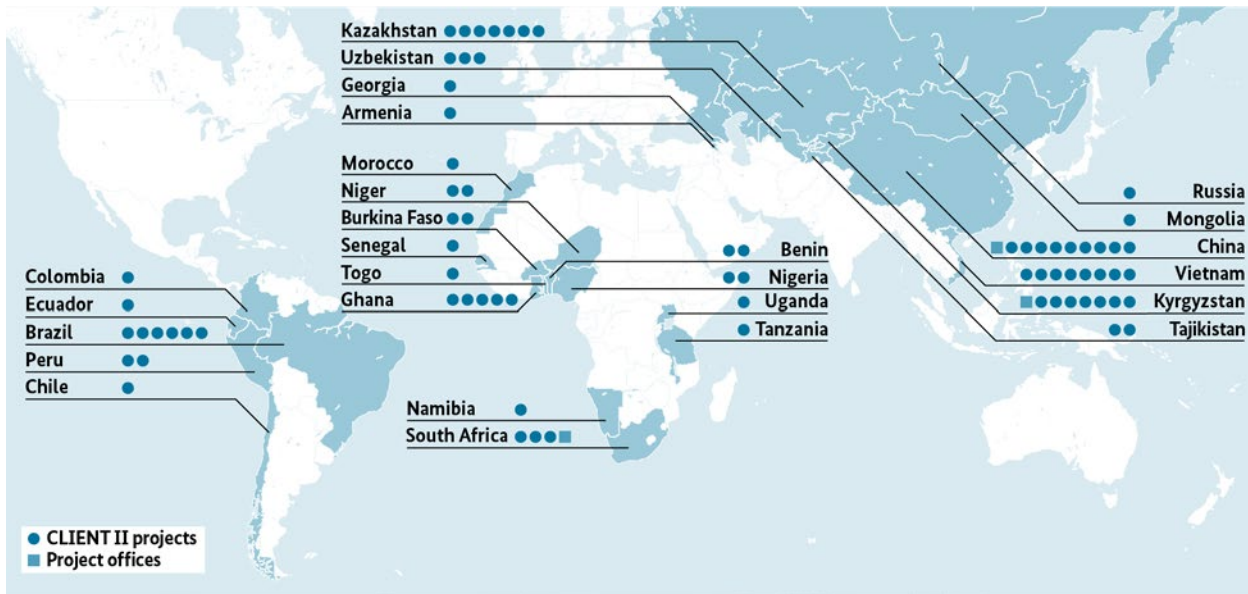 Kazakhstan
Uzbekistan
Georgia
Armenia
Morocco
Niger
Burkina Faso
Senegal
Togo
Ghana
Benin
Nigeria
Uganda
Tanzania
Russia
Mongolia
China
Vietnam
Kyrgyzstan
Tajikistan
Colombia
Ecuador
Brazil
Peru
Chile
Namibia
South Africa
CLIENT II projects
Project offices